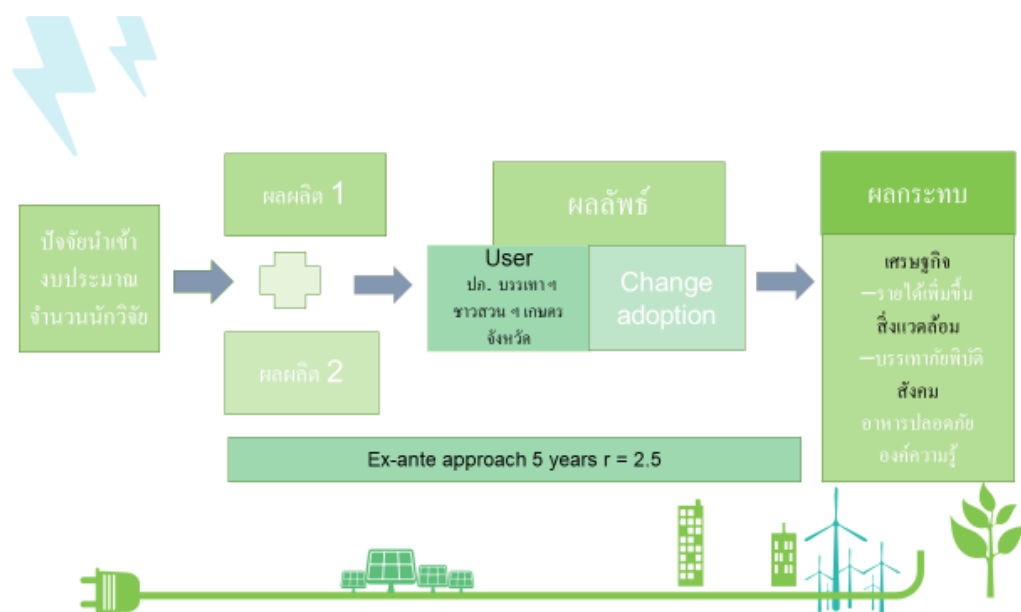 ปัจจัยนำเข้า
งบประมาณ
จำนวนนักวิจัย
ผลผลิต 1
ผลผลิต 2
ผลลัพธ์
User
ปภ. บรรเทา ฯ
ชาวสวน ฯ เกษตร
จังหวัด
Change
adoption
ผลกระทบ
เศรษฐกิจ
–รายได้เพิ่มขึ้น
สิ่งแวดล้อม
–บรรเทาภัยพิบัติ
สังคม
อาหารปลอดภัย
องค์ความรู้
Ex-ante approach 5 years r = 2.5